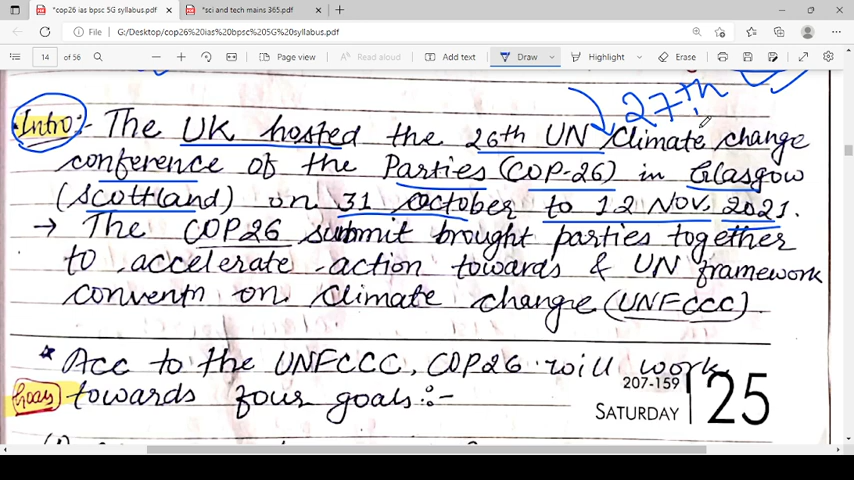 *cop26 ias bpsc 5G syllabus.pdf
*sci and tech mains 365.pdf
File
G:/Desktop/cop26%20ias%20bpsc%205G%20syllabus.pdf
14 of 56
Page view
Read aloud
Add text
Draw
Highlight
Erase
27th
Intro:- The UK hosted the 26th UN Climate change
conference of the Parties (COP-26) in Glasgow
(Scottland) on 31 october to 12 Nov. 2021.
→ The COP26 submit brought parties together
to accelerate action towards & UN framework
conventn on climate change (UNFCCC)
* Acc to the UNFCCC, COP26 will work
Goals towards four goals:-
207-159
SATURDAY 25